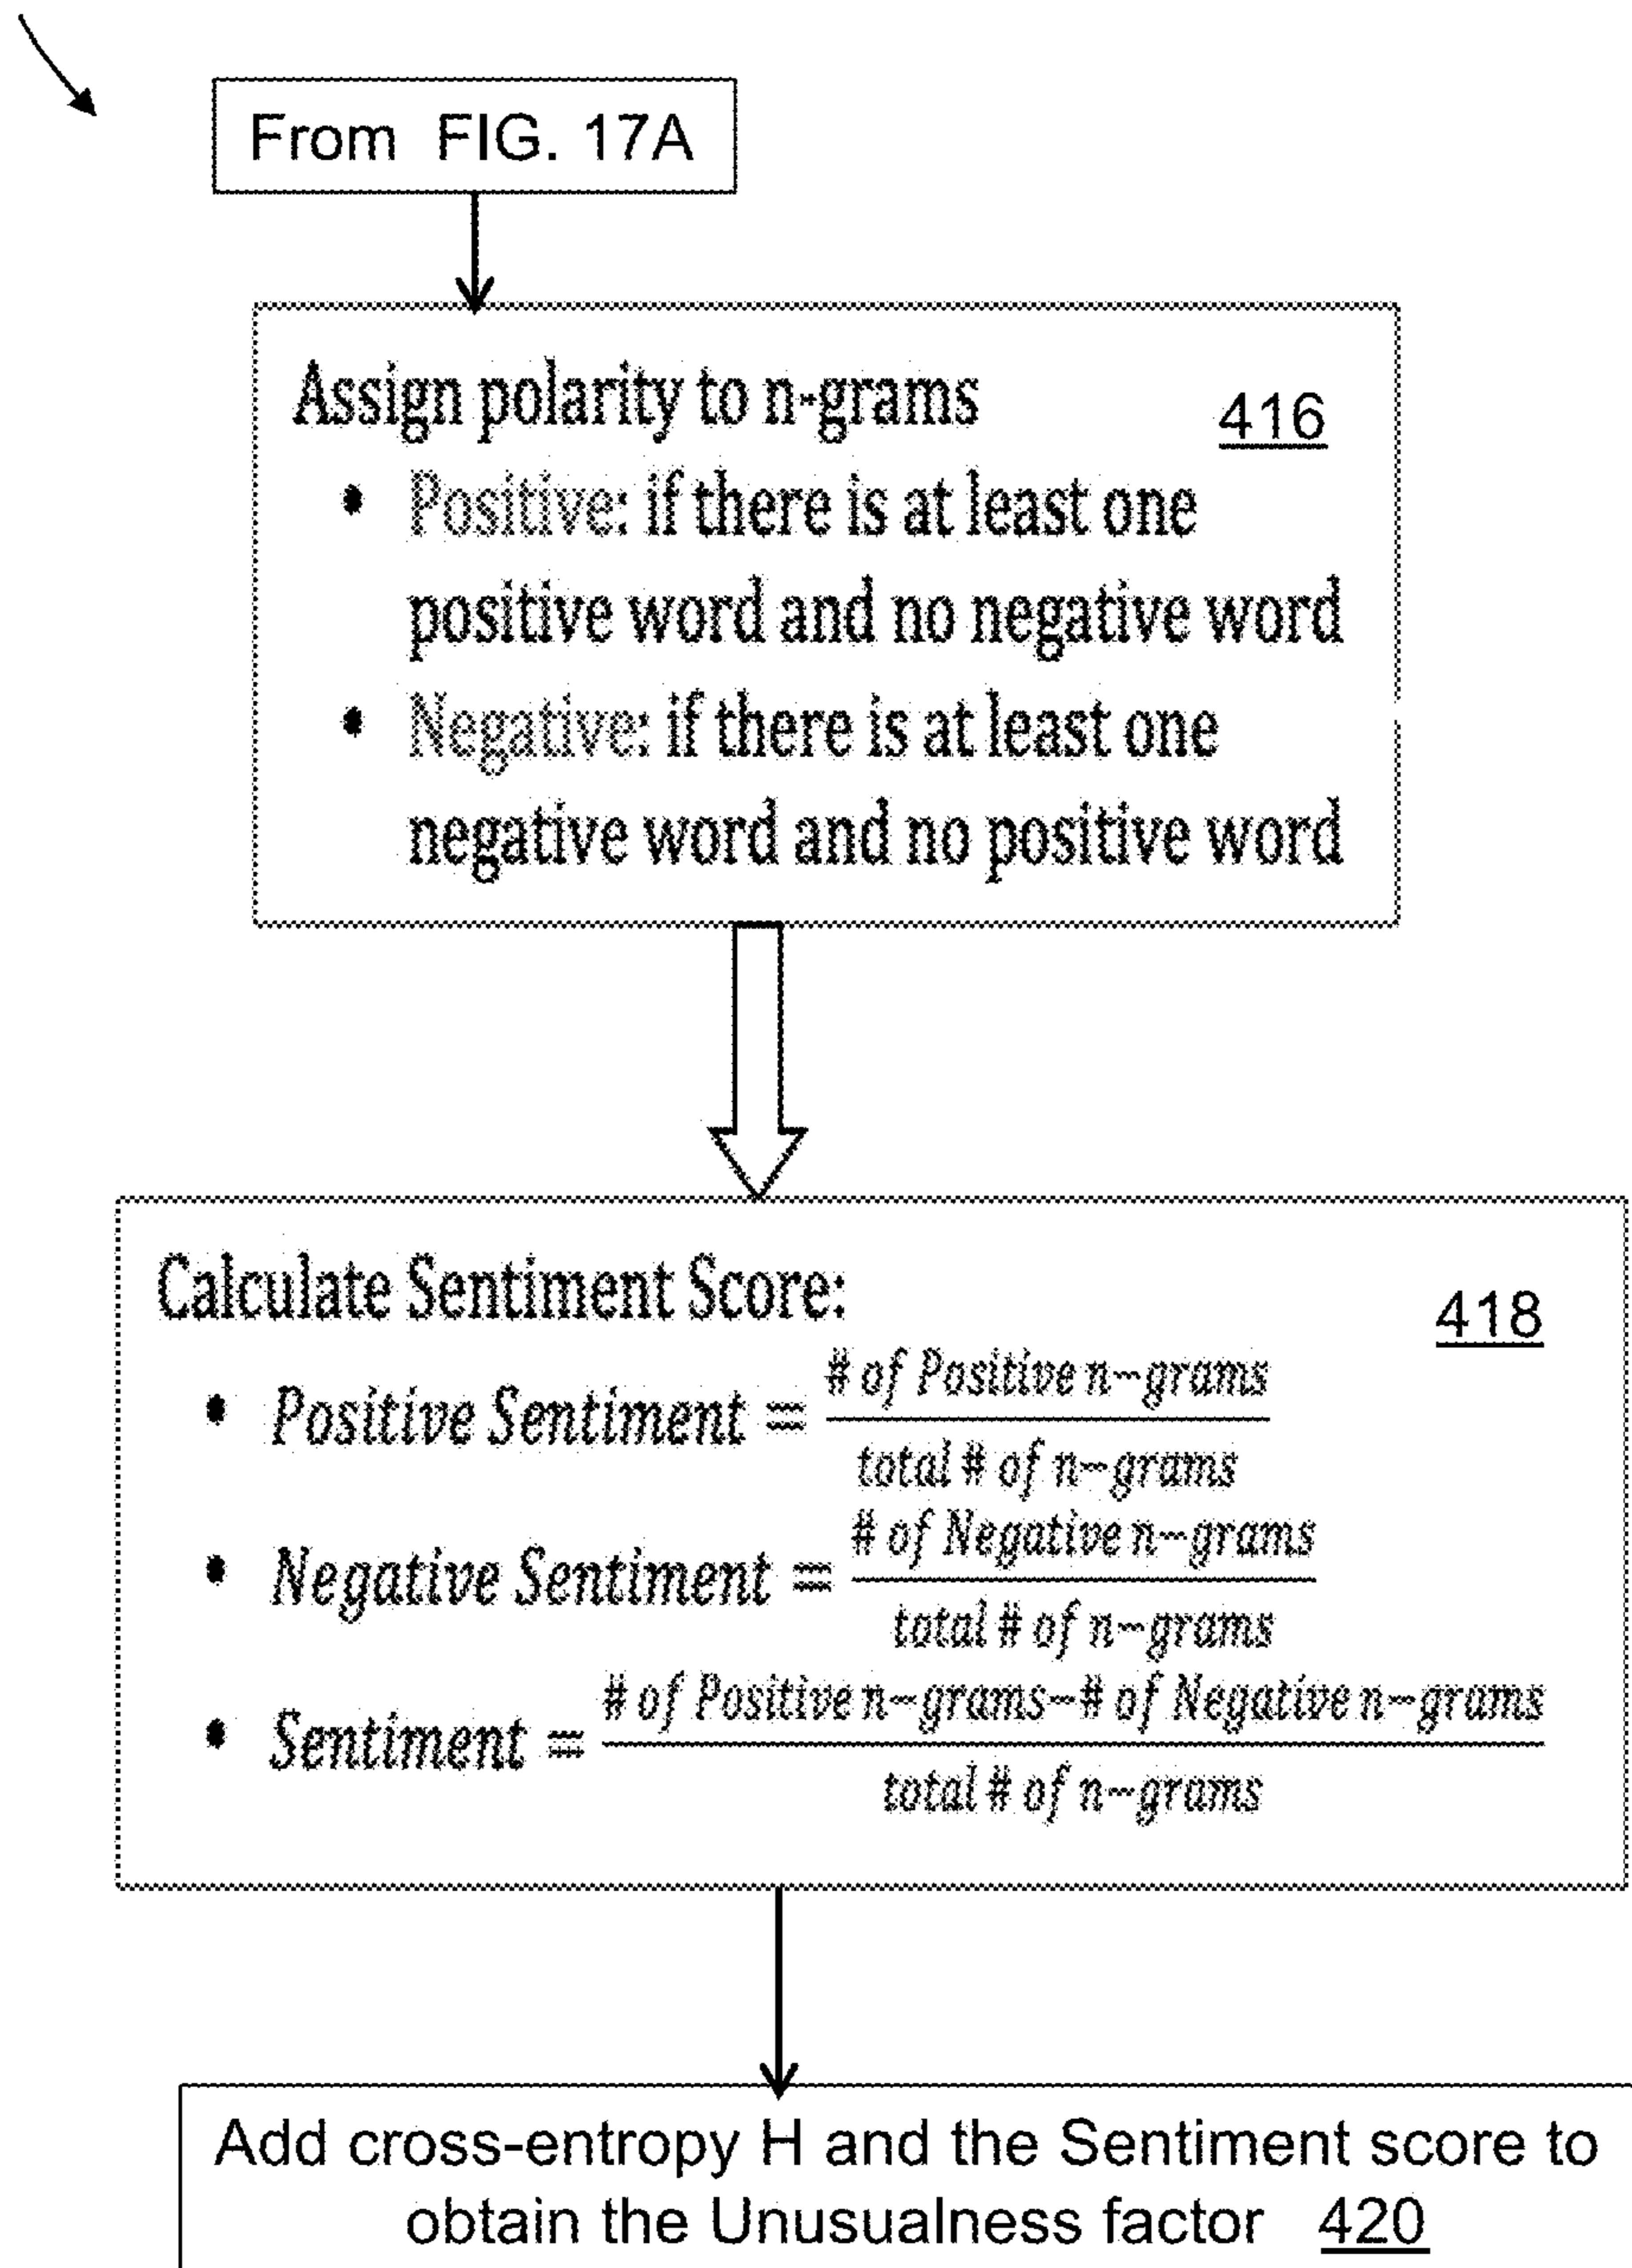 From FIG. 17A
Assign polarity to n-grams 416
• Positive: if there is at least one
positive word and no negative word
• Negative: if there is at least one
negative word and no positive word
Calculate Sentiment Score: 418
• Positive Sentiment = # of Positive n-grams
total # of n-grams
• Negative Sentiment = # of Negative n-grams
total # of n-grams
• Sentiment = # of Positive n-grams-# of Negative n-grams
total # of n-grams
Add cross-entropy H and the Sentiment score to
obtain the Unusualness factor 420